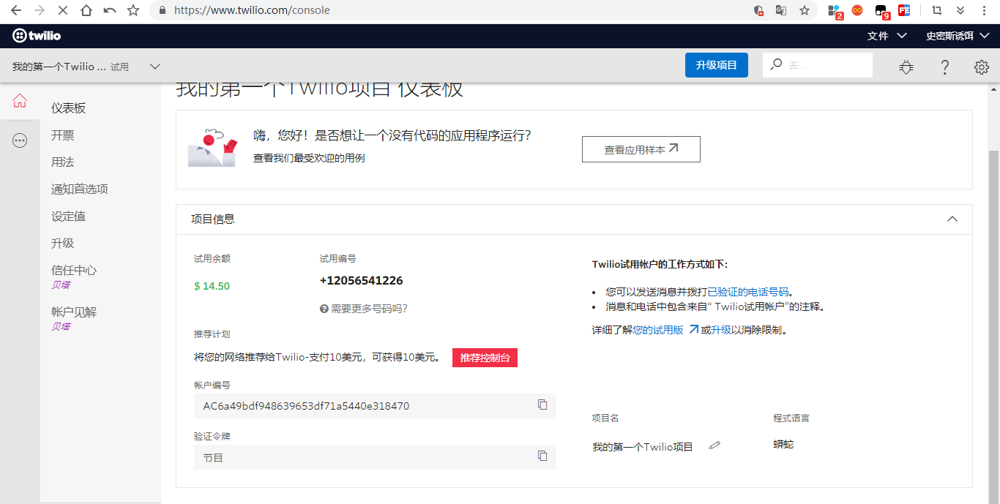 https://www.twilio.com/console
2
9
FE
twilio
文件
史密斯诱饵
我的第一个Twilio ... 试用
升级项目
去...
我的第一个Twilio项目 仪表板
仪表板
开票
用法
通知首选项
设定值
升级
信任中心
贝塔
帐户见解
贝塔
嗨，您好！是否想让一个没有代码的应用程序运行？
查看我们最受欢迎的用例
查看应用样本
项目信息
试用余额
试用编号
$ 14.50
+12056541226
需要更多号码吗？
推荐计划
将您的网络推荐给Twilio-支付10美元，可获得10美元。
推荐控制台
帐户编号
AC6a49bdf948639653df71a5440e318470
验证令牌
节目
Twilio试用帐户的工作方式如下：
您可以发送消息并拨打已验证的电话号码。
消息和电话中包含来自“ Twilio试用帐户”的注释。
详细了解您的试用版 或升级以消除限制。
项目名
程式语言
我的第一个Twilio项目
蟒蛇